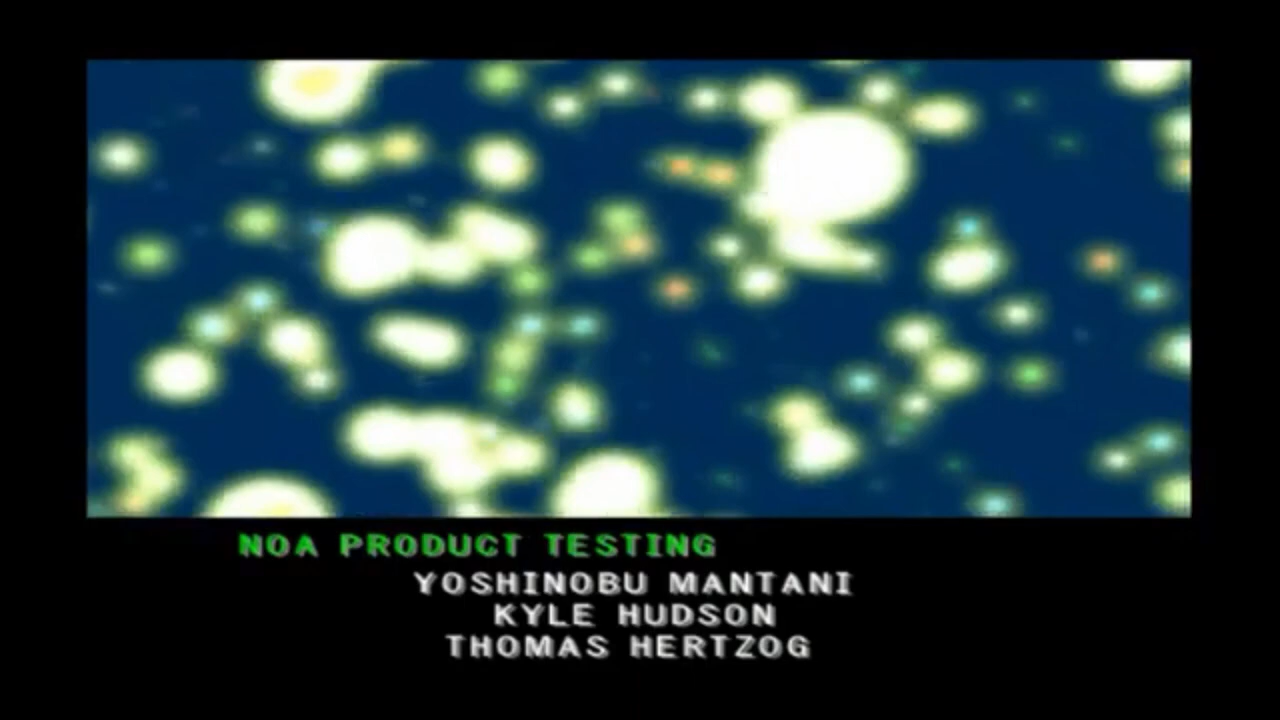 NOA PRODUCT TESTING
YOSHINOBU MANTANI
KYLE HUDSON
THOMAS HERTZOG